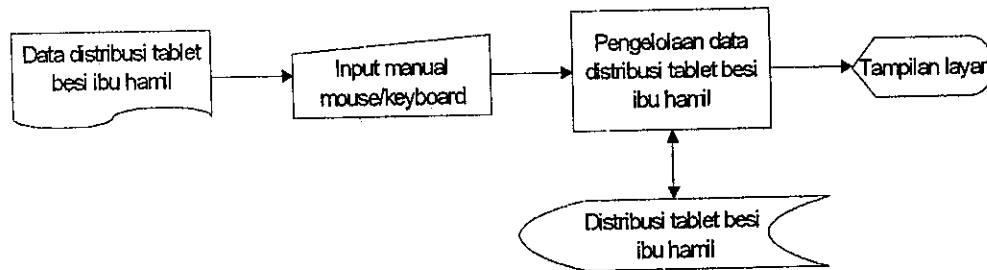 Data distribusi tablet
besi ibu hamil
Input manual
mouse/keyboard
Pengelolaan data
distribusi tablet besi
ibu hamil
Tampilan layar
Distribusi tablet besi
ibu hamil